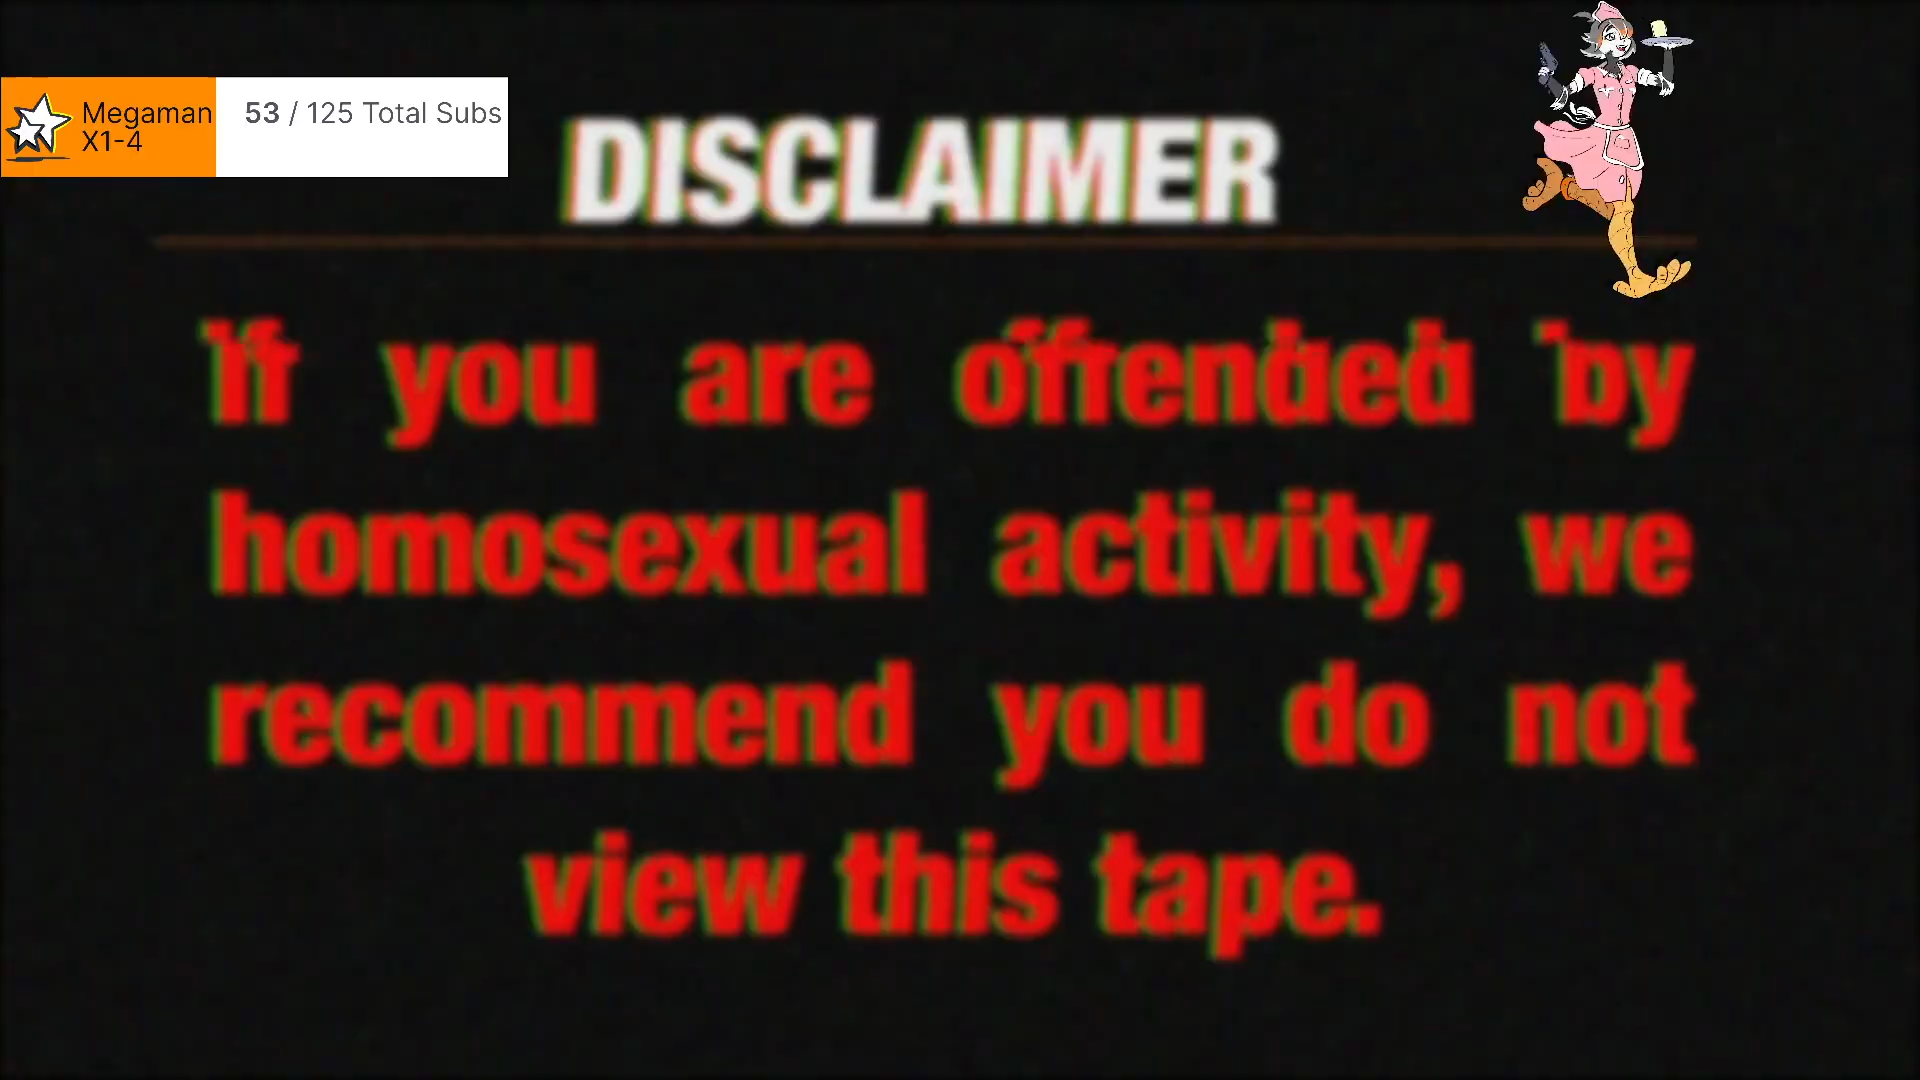 Megaman
X1-4
53 / 125 Total Subs
DISCLAIMER
If you are offended by
homosexual activity, we
recommend you do not
view this tape.